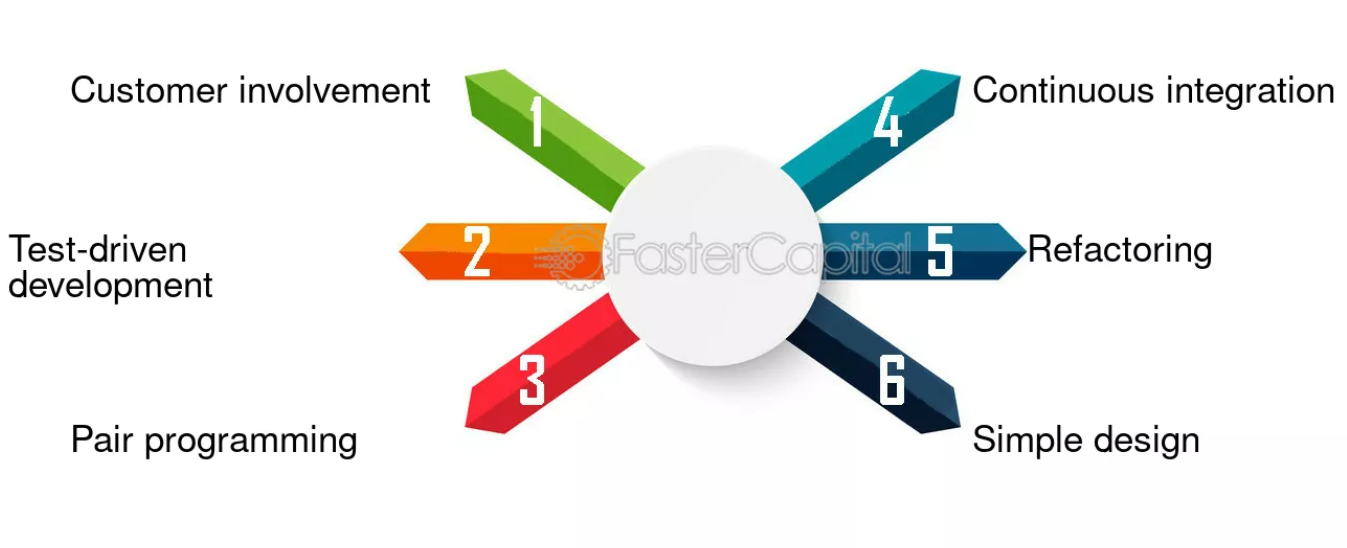 Customer involvement
1
Test-driven
development
2
3
Pair programming
4
Continuous integration
FasterCapital
5
Refactoring
6
Simple design